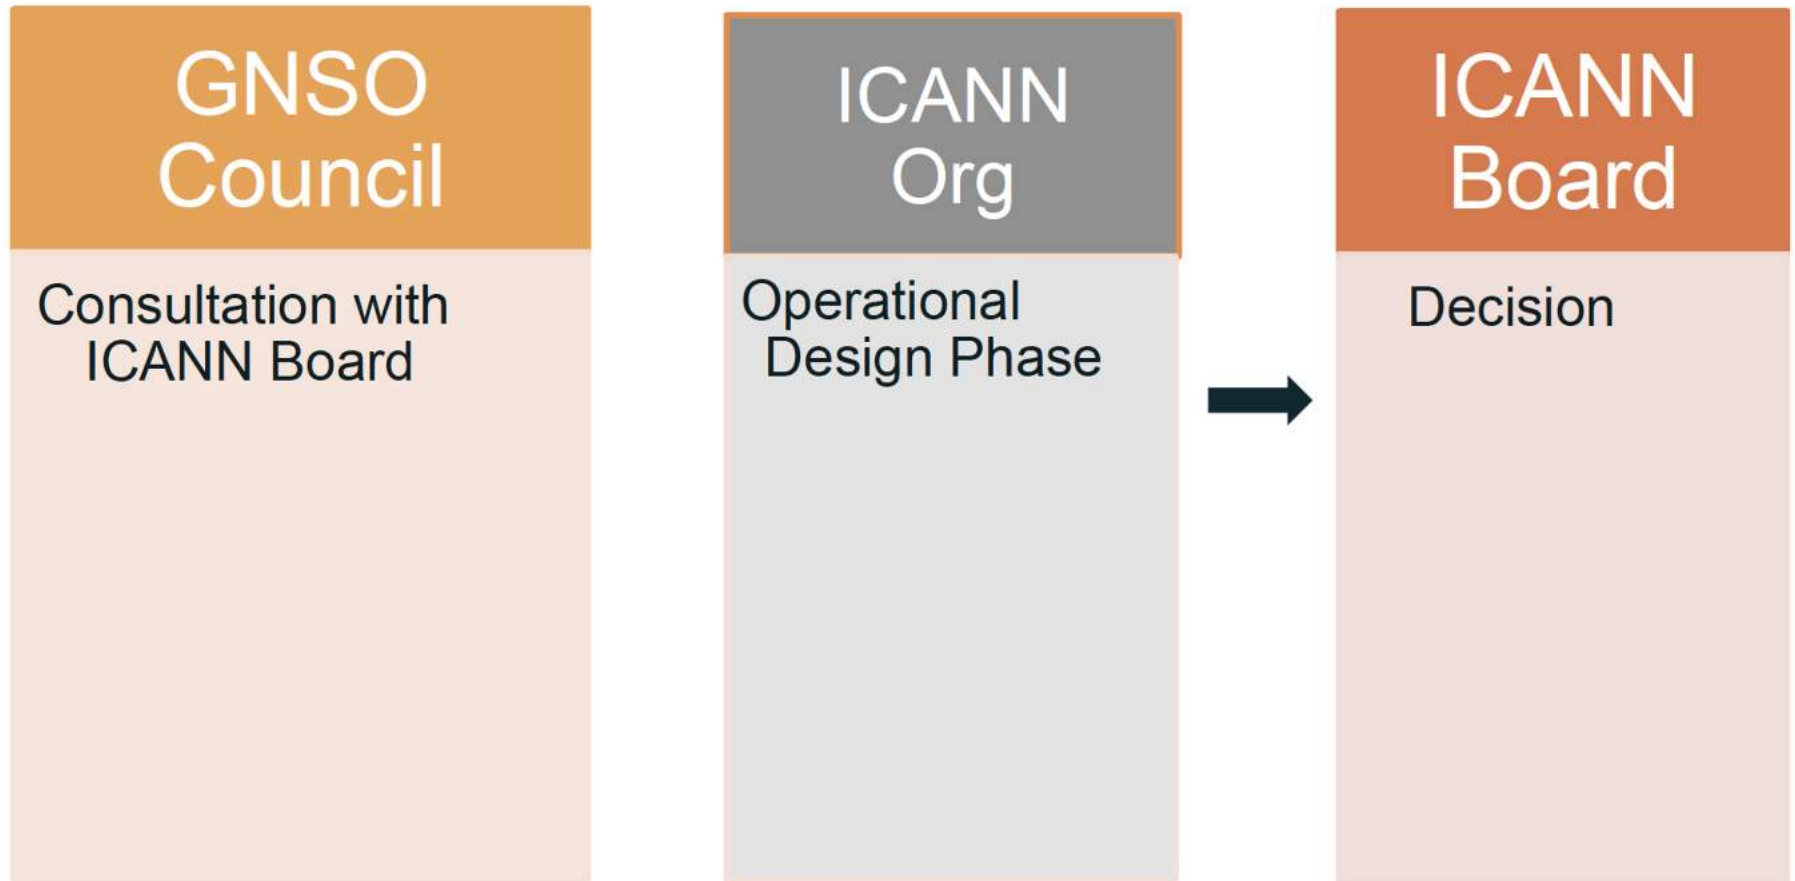 GNSO
Council
Consultation with
ICANN Board
ICANN
Org
Operational
Design Phase
ICANN
Board
Decision